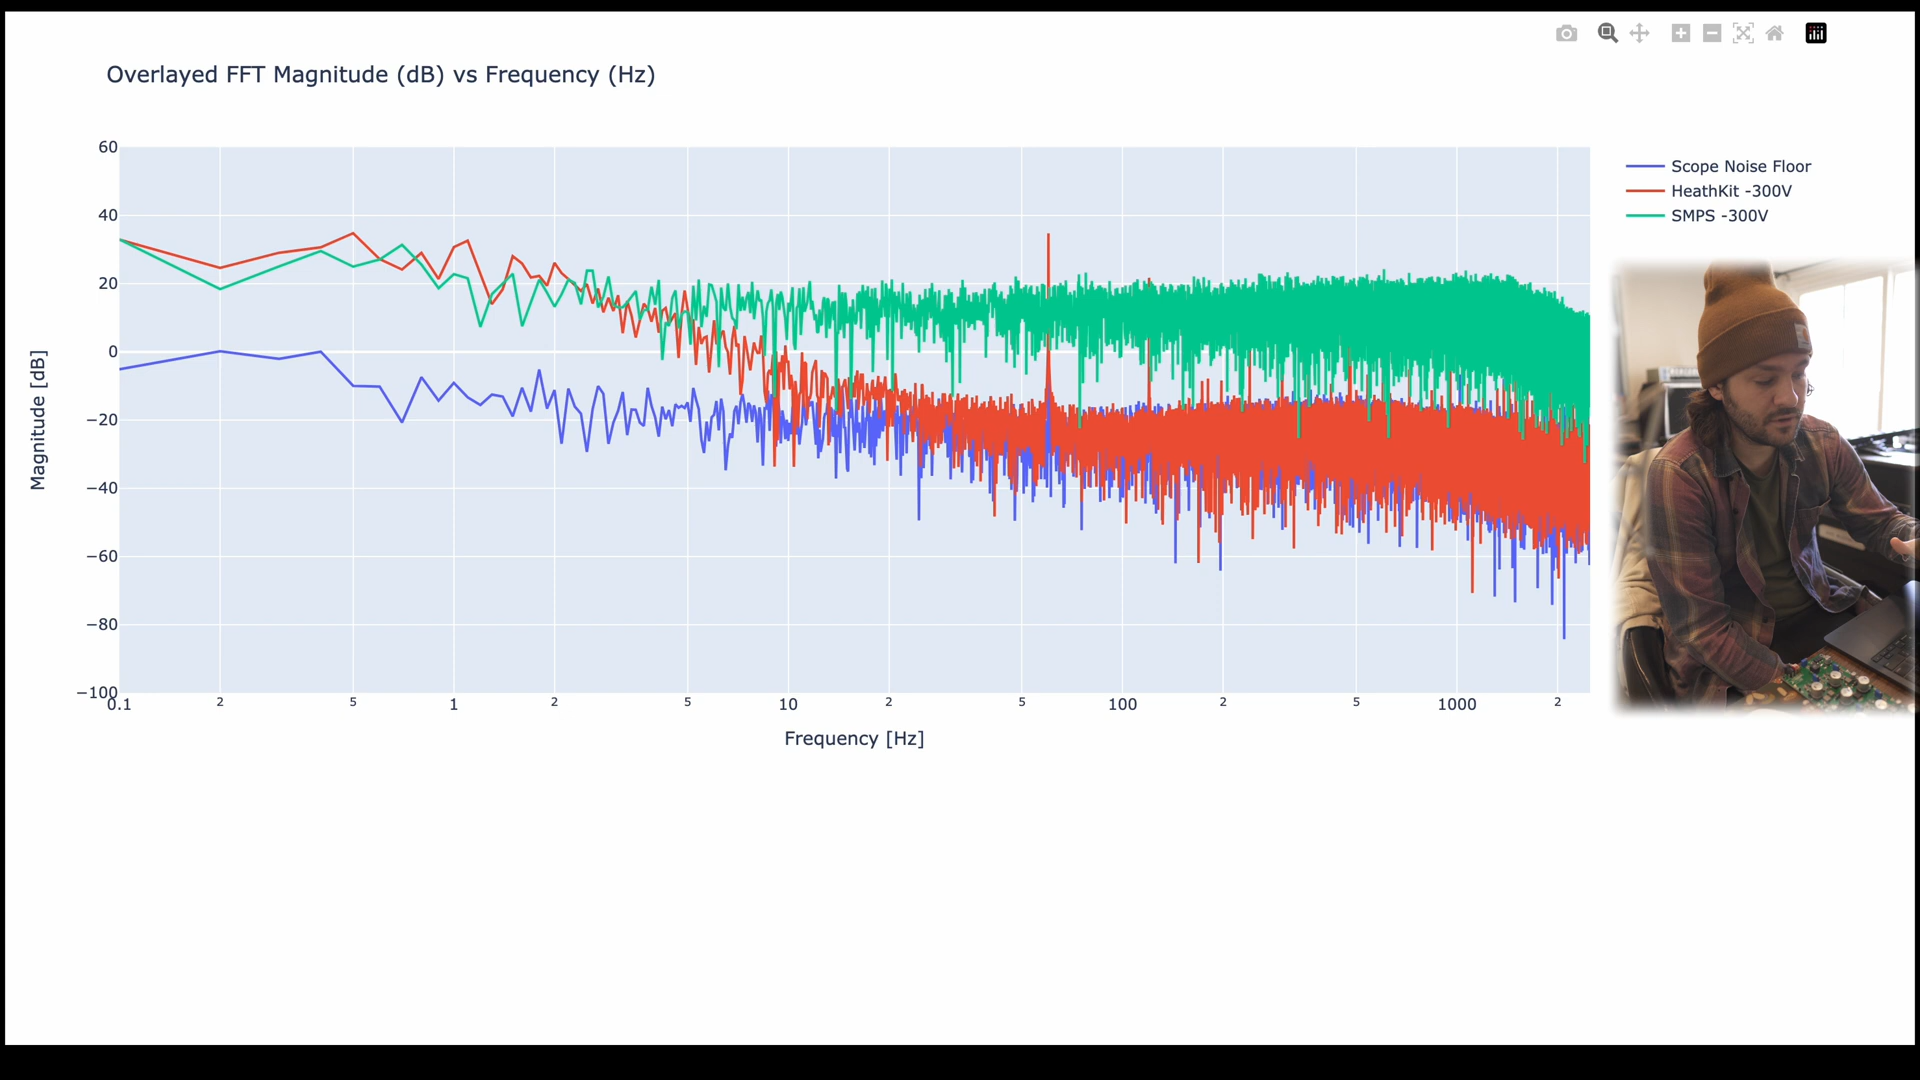 Overlayed FFT Magnitude (dB) vs Frequency (Hz)
60
40
20
0
−20
−40
−60
−80
−100
Magnitude [dB]
0.1 2 5 1 2 5 10 2 5 100 2 5 1000 2
Frequency [Hz]
Scope Noise Floor
HeathKit -300V
SMPS -300V